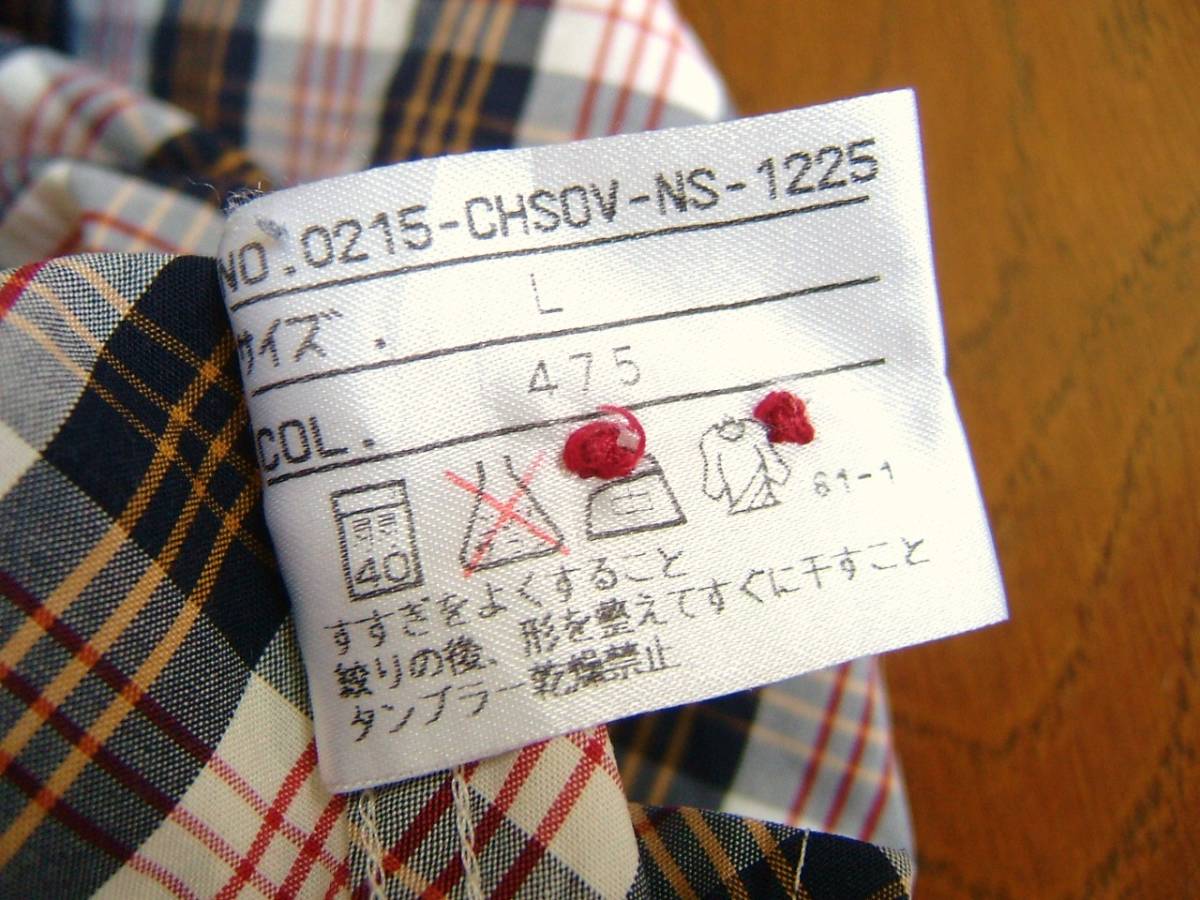 NO.0215-CHSOV-NS-1225
サイズ. L
COL. 475
40 中 61-1
すすぎをよくすること
絞りの後、形を整えてすぐに干すこと
タンブラー乾燥禁止